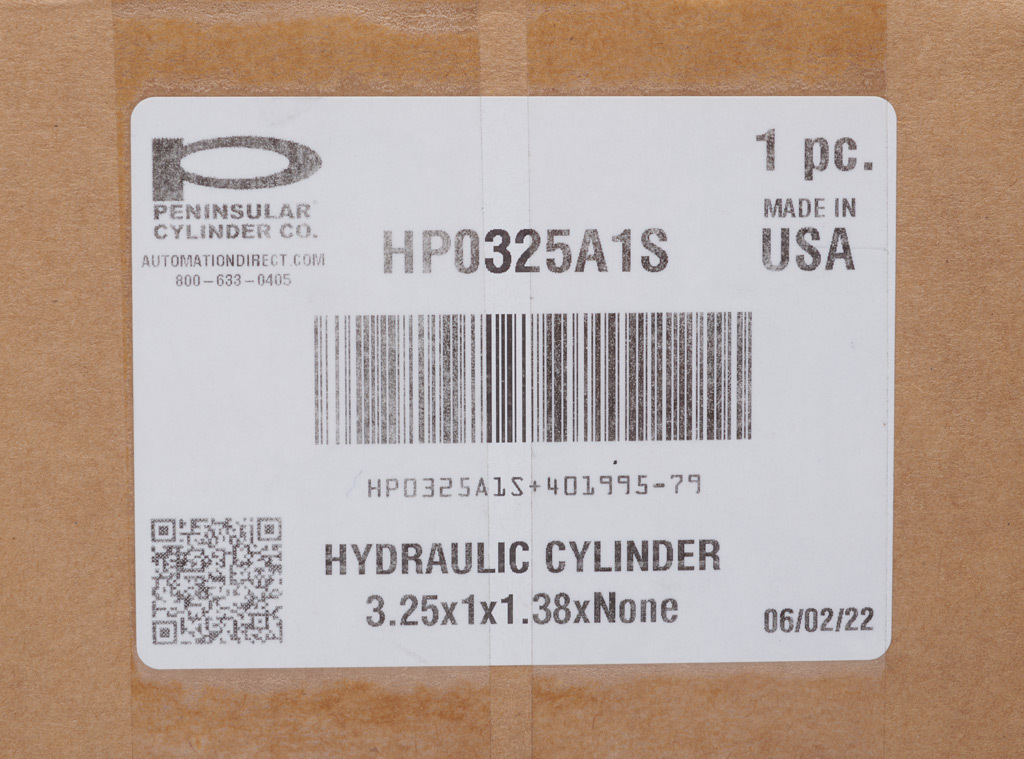 PENINSULAR
CYLINDER CO.
AUTOMATIONDIRECT.COM
800-633-0405
1 pc.
MADE IN
USA
HP0325A1S
HP0325A1S+401995-79
HYDRAULIC CYLINDER
3.25x1x1.38xNone
06/02/22